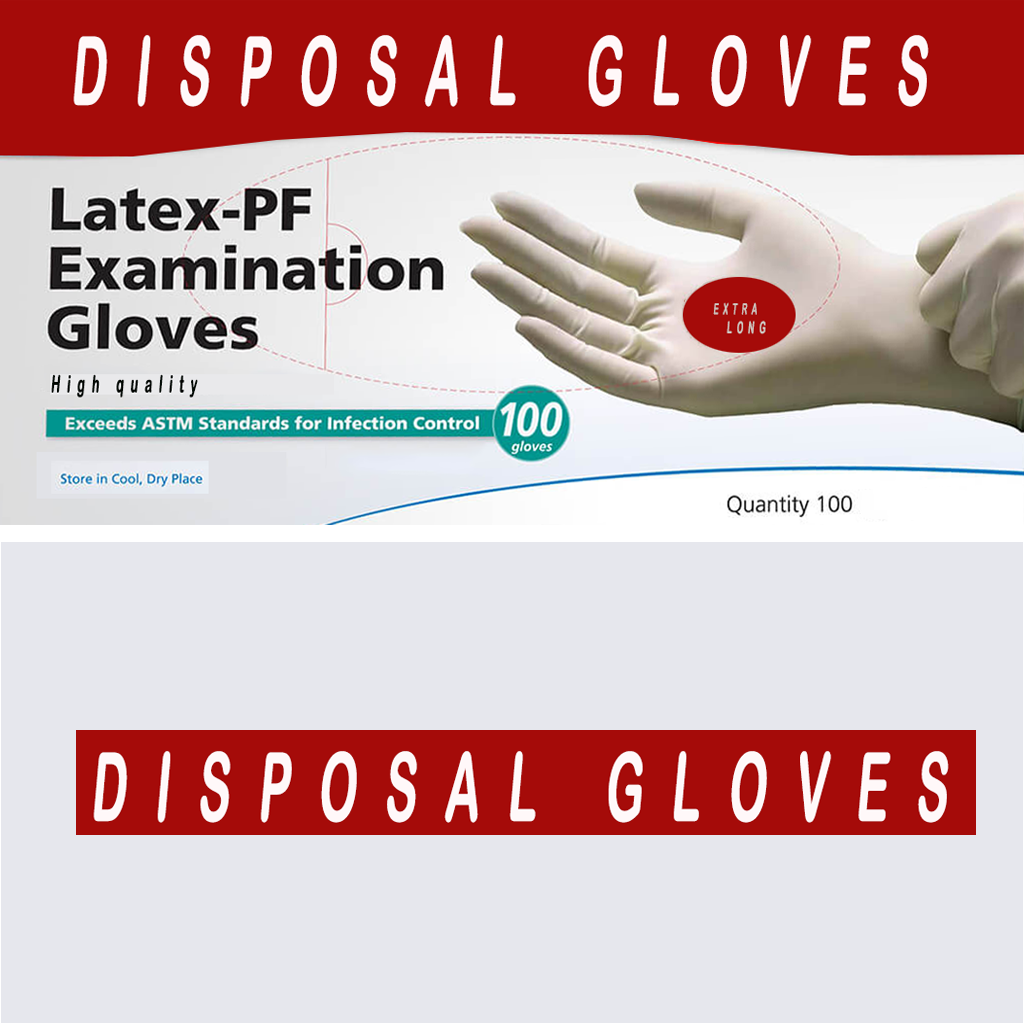 DISPOSAL GLOVES
Latex-PF
Examination
Gloves
EXTRA
LONG
High quality
Exceeds ASTM Standards for Infection Control
100
gloves
Store in Cool, Dry Place
Quantity 100
DISPOSAL GLOVES